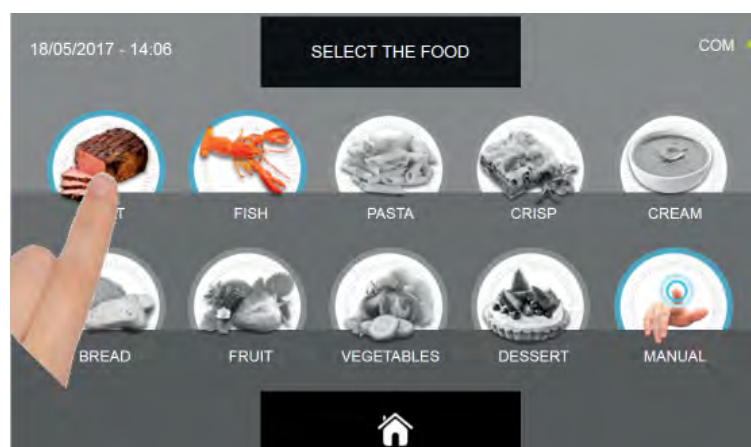 18/05/2017 - 14:06
SELECT THE FOOD
COM
FISH
PASTA
CRISP
CREAM
BREAD
FRUIT
VEGETABLES
DESSERT
MANUAL